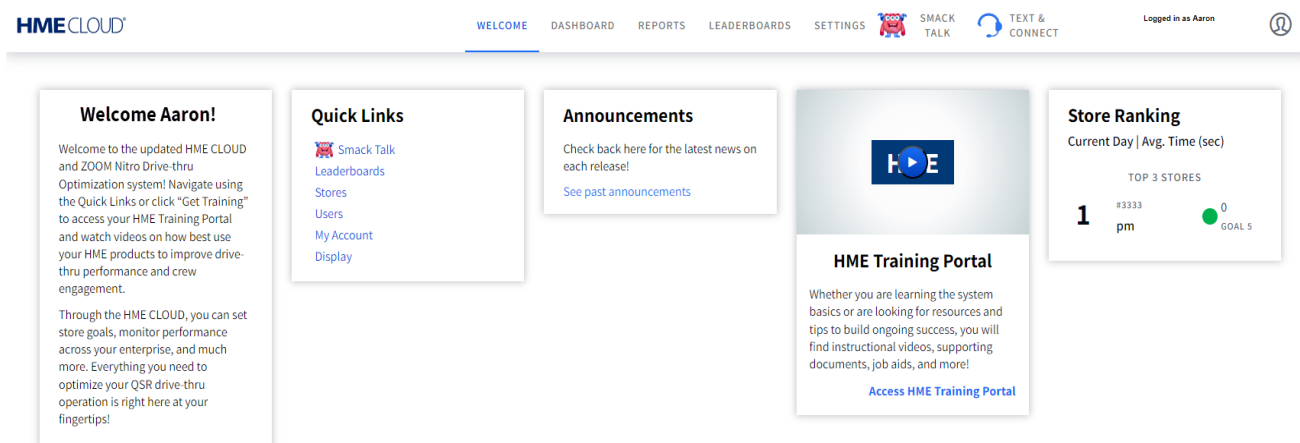 HME CLOUD®
WELCOME
DASHBOARD
REPORTS
LEADERBOARDS
SETTINGS
SMACK
TALK
TEXT &
CONNECT
Logged in as Aaron
Welcome Aaron!
Welcome to the updated HME CLOUD
and ZOOM Nitro Drive-thru
Optimization system! Navigate using
the Quick Links or click “Get Training”
to access your HME Training Portal
and watch videos on how best use
your HME products to improve drive-
thru performance and crew
engagement.
Through the HME CLOUD, you can set
store goals, monitor performance
across your enterprise, and much
more. Everything you need to
optimize your QSR drive-thru
operation is right here at your
fingertips!
Quick Links
Smack Talk
Leaderboards
Stores
Users
My Account
Display
Announcements
Check back here for the latest news on
each release!
See past announcements
HME
HME Training Portal
Whether you are learning the system
basics or are looking for resources and
tips to build ongoing success, you will
find instructional videos, supporting
documents, job aids, and more!
Access HME Training Portal
Store Ranking
Current Day | Avg. Time (sec)
TOP 3 STORES
1
#3333
pm
0
GOAL 5